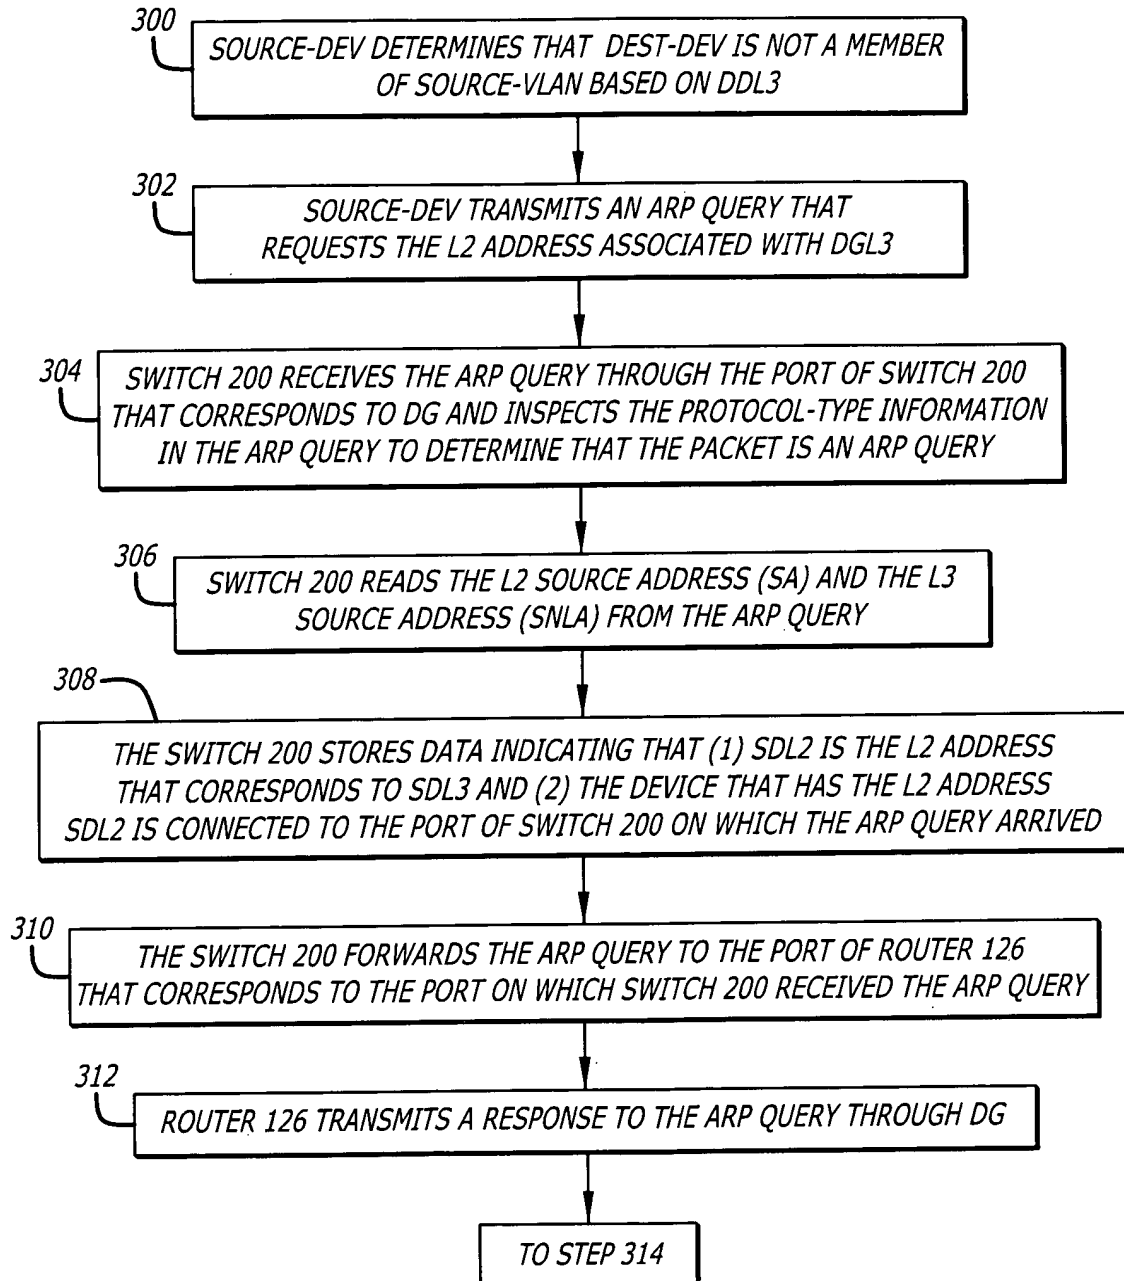 300
SOURCE-DEV DETERMINES THAT DEST-DEV IS NOT A MEMBER
OF SOURCE-VLAN BASED ON DDL3
302
SOURCE-DEV TRANSMITS AN ARP QUERY THAT
REQUESTS THE L2 ADDRESS ASSOCIATED WITH DGL3
304
SWITCH 200 RECEIVES THE ARP QUERY THROUGH THE PORT OF SWITCH 200
THAT CORRESPONDS TO DG AND INSPECTS THE PROTOCOL-TYPE INFORMATION
IN THE ARP QUERY TO DETERMINE THAT THE PACKET IS AN ARP QUERY
306
SWITCH 200 READS THE L2 SOURCE ADDRESS (SA) AND THE L3
SOURCE ADDRESS (SNLA) FROM THE ARP QUERY
308
THE SWITCH 200 STORES DATA INDICATING THAT (1) SDL2 IS THE L2 ADDRESS
THAT CORRESPONDS TO SDL3 AND (2) THE DEVICE THAT HAS THE L2 ADDRESS
SDL2 IS CONNECTED TO THE PORT OF SWITCH 200 ON WHICH THE ARP QUERY ARRIVED
310
THE SWITCH 200 FORWARDS THE ARP QUERY TO THE PORT OF ROUTER 126
THAT CORRESPONDS TO THE PORT ON WHICH SWITCH 200 RECEIVED THE ARP QUERY
312
ROUTER 126 TRANSMITS A RESPONSE TO THE ARP QUERY THROUGH DG
TO STEP 314